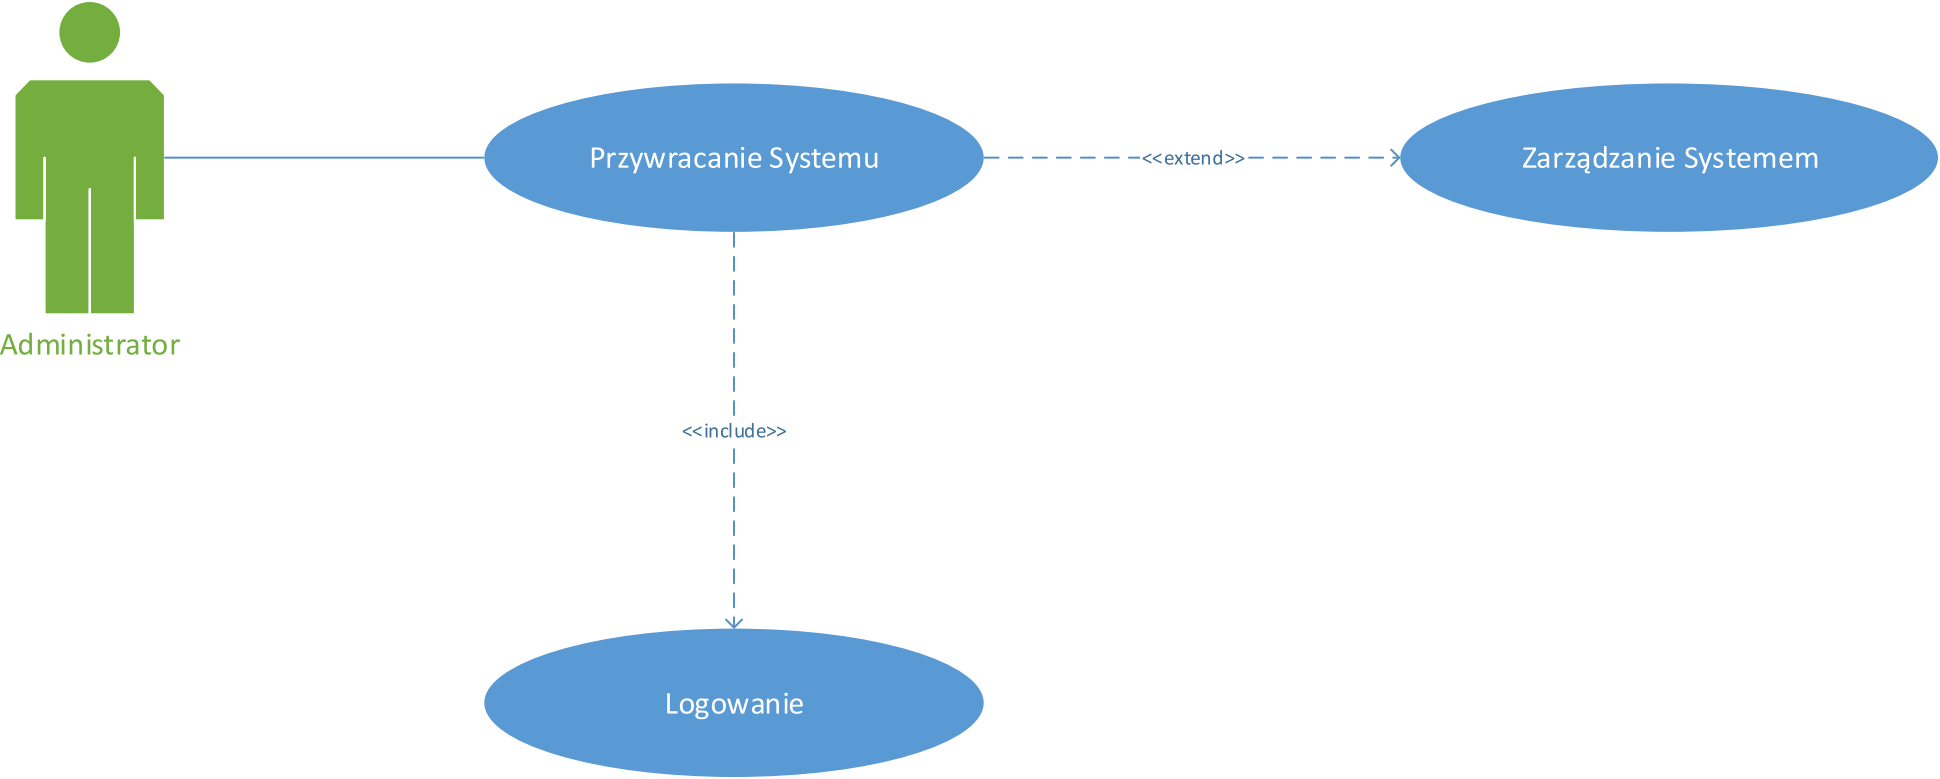 Przywracanie Systemu
<<extend>>
Zarządzanie Systemem
Administrator
<<include>>
Logowanie